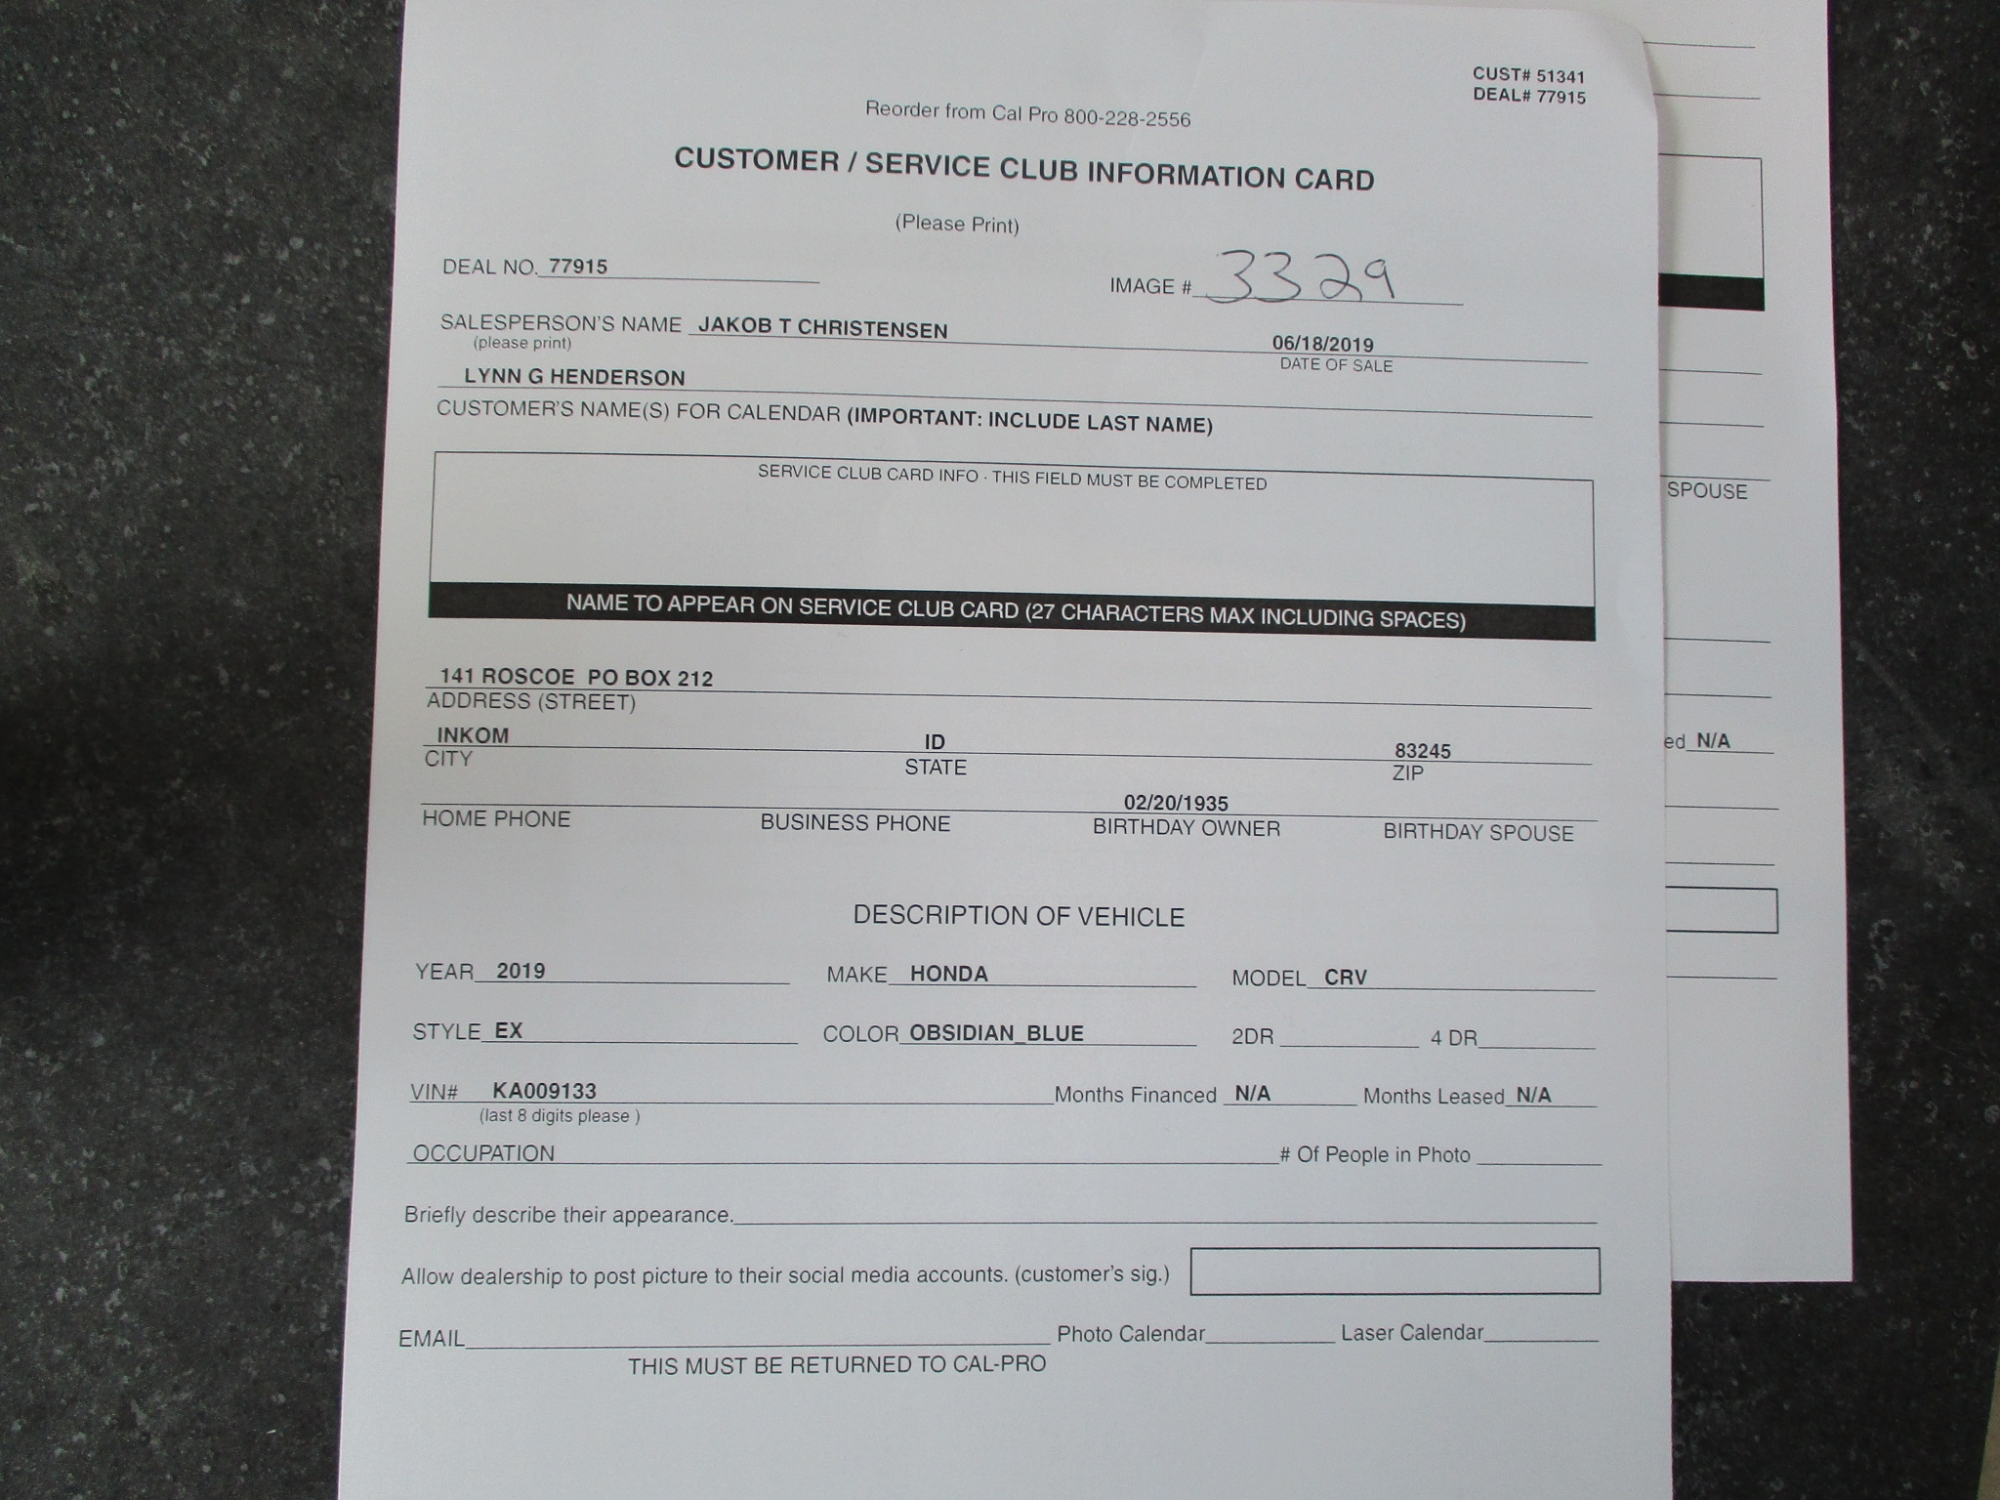 CUST# 51341
DEAL# 77915
Reorder from Cal Pro 800-228-2556
CUSTOMER / SERVICE CLUB INFORMATION CARD
(Please Print)
DEAL NO. 77915 IMAGE # 3329
SALESPERSON'S NAME JAKOB T CHRISTENSEN 06/18/2019
(please print) DATE OF SALE
LYNN G HENDERSON
CUSTOMER'S NAME(S) FOR CALENDAR (IMPORTANT: INCLUDE LAST NAME)
SERVICE CLUB CARD INFO - THIS FIELD MUST BE COMPLETED
SPOUSE
NAME TO APPEAR ON SERVICE CLUB CARD (27 CHARACTERS MAX INCLUDING SPACES)
141 ROSCOE PO BOX 212
ADDRESS (STREET)
INKOM ID 83245
CITY STATE ZIP
ed N/A
02/20/1935
HOME PHONE BUSINESS PHONE BIRTHDAY OWNER BIRTHDAY SPOUSE
DESCRIPTION OF VEHICLE
YEAR 2019 MAKE HONDA MODEL CRV
STYLE EX COLOR OBSIDIAN_BLUE 2DR 4 DR
VIN# KA009133 Months Financed N/A Months Leased N/A
(last 8 digits please )
OCCUPATION # Of People in Photo
Briefly describe their appearance.
Allow dealership to post picture to their social media accounts. (customer's sig.)
EMAIL Photo Calendar Laser Calendar
THIS MUST BE RETURNED TO CAL-PRO